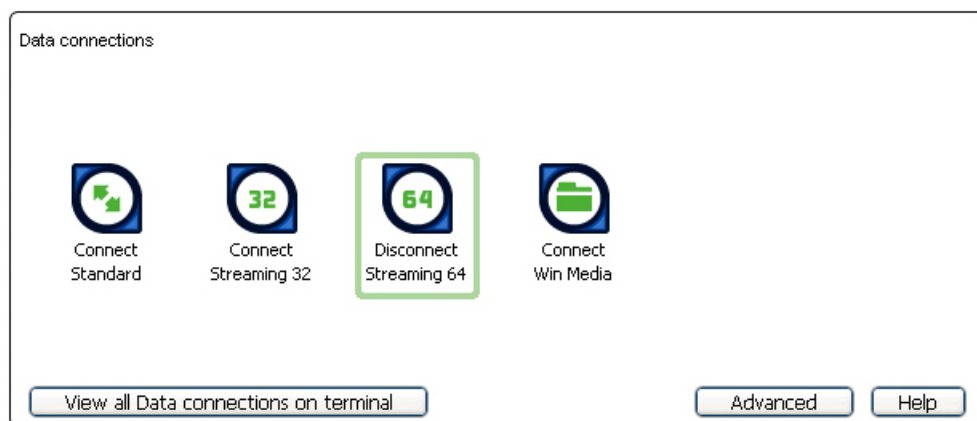 Data connections
32
64
Connect
Standard
Connect
Streaming 32
Disconnect
Streaming 64
Connect
Win Media
View all Data connections on terminal
Advanced
Help